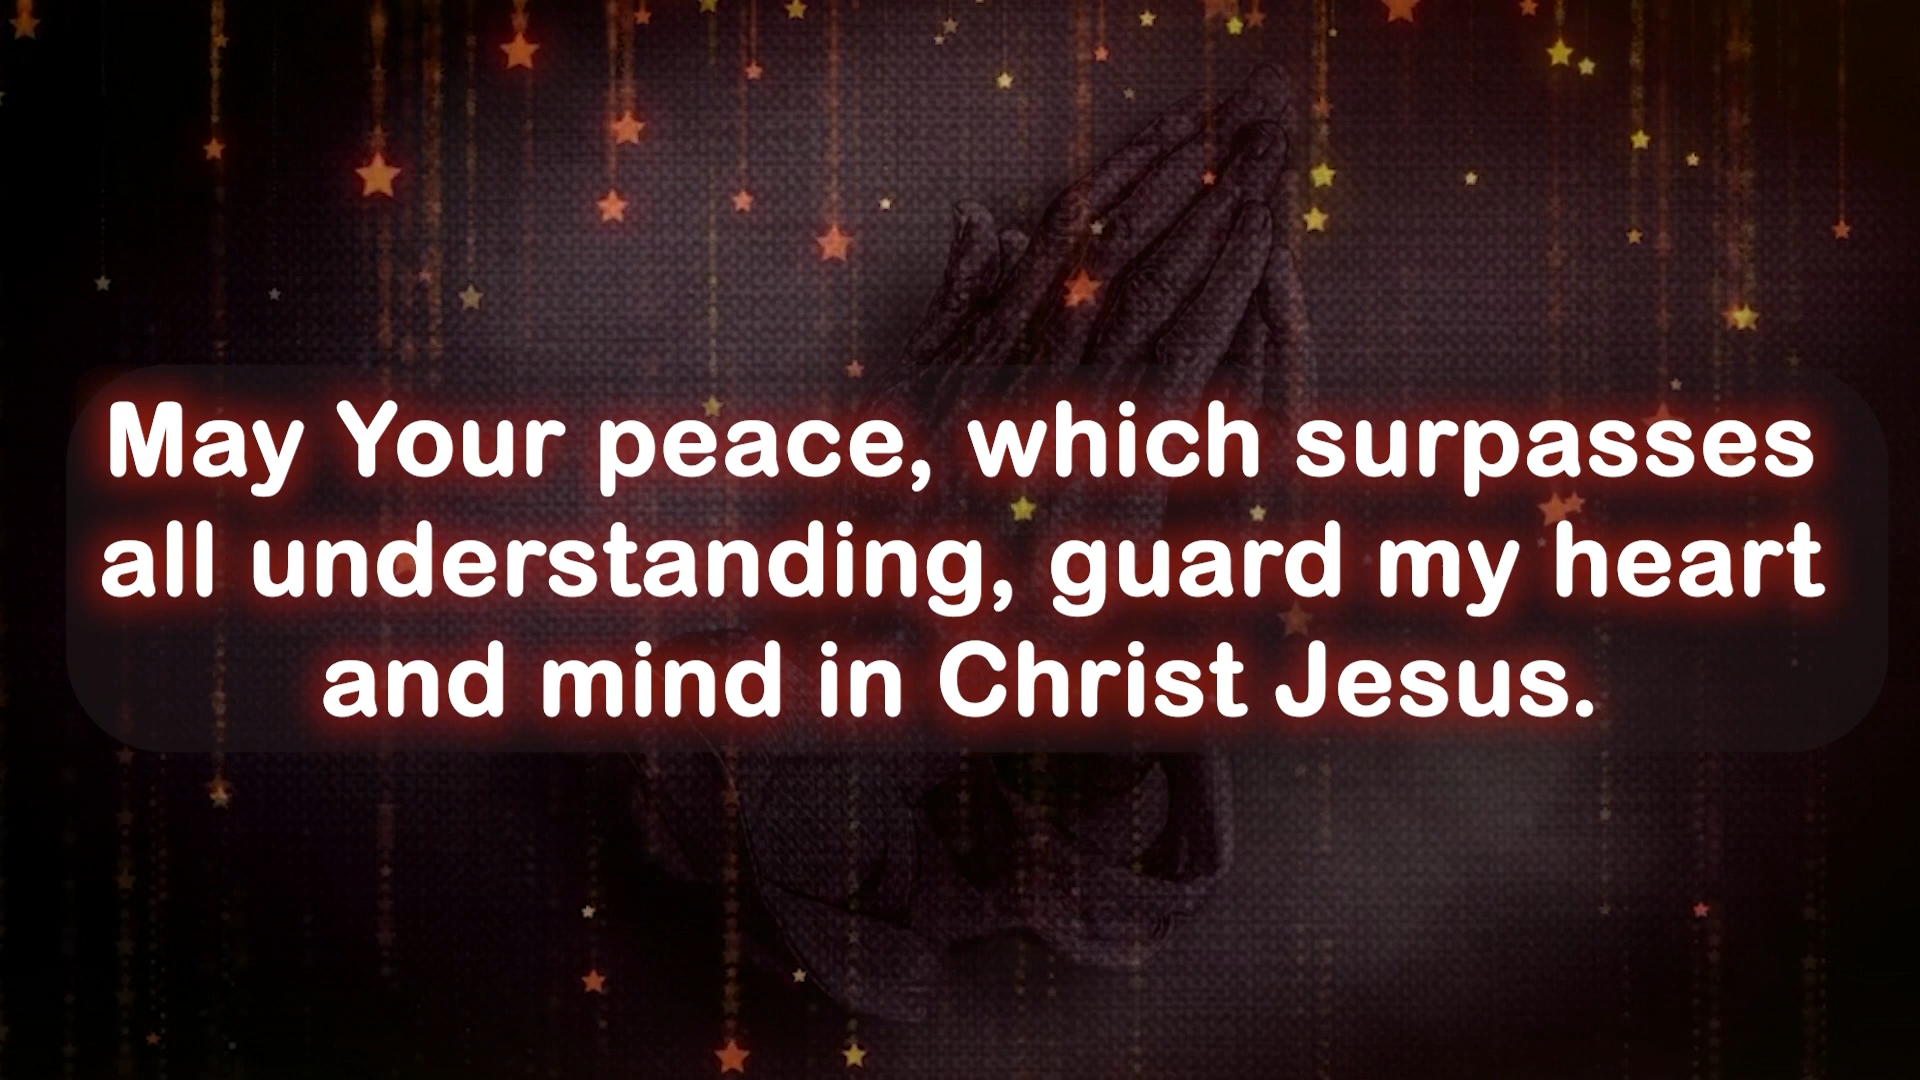 May Your peace, which surpasses
all understanding, guard my heart
and mind in Christ Jesus.